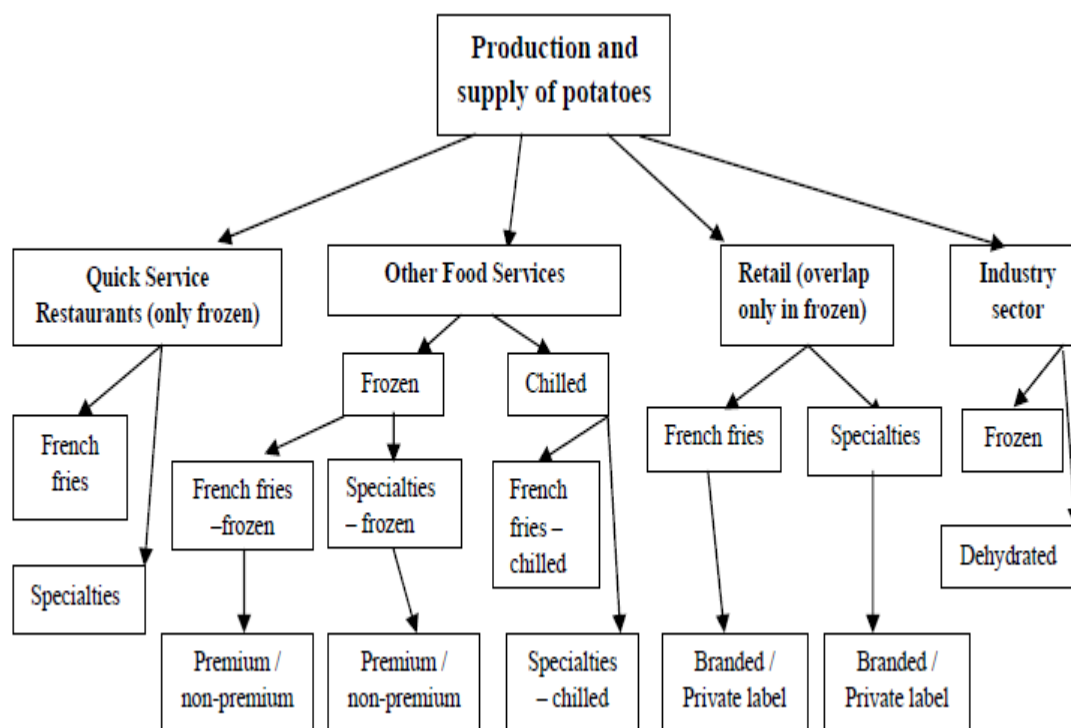 Production and
supply of potatoes
Quick Service
Restaurants (only frozen)
Other Food Services
Retail (overlap
only in frozen)
Industry
sector
Frozen
Chilled
French
fries
Specialties
French fries
–frozen
Specialties
– frozen
French
fries –
chilled
Specialties
– chilled
Premium /
non-premium
Premium /
non-premium
French fries
Specialties
Branded /
Private label
Branded /
Private label
Frozen
Dehydrated